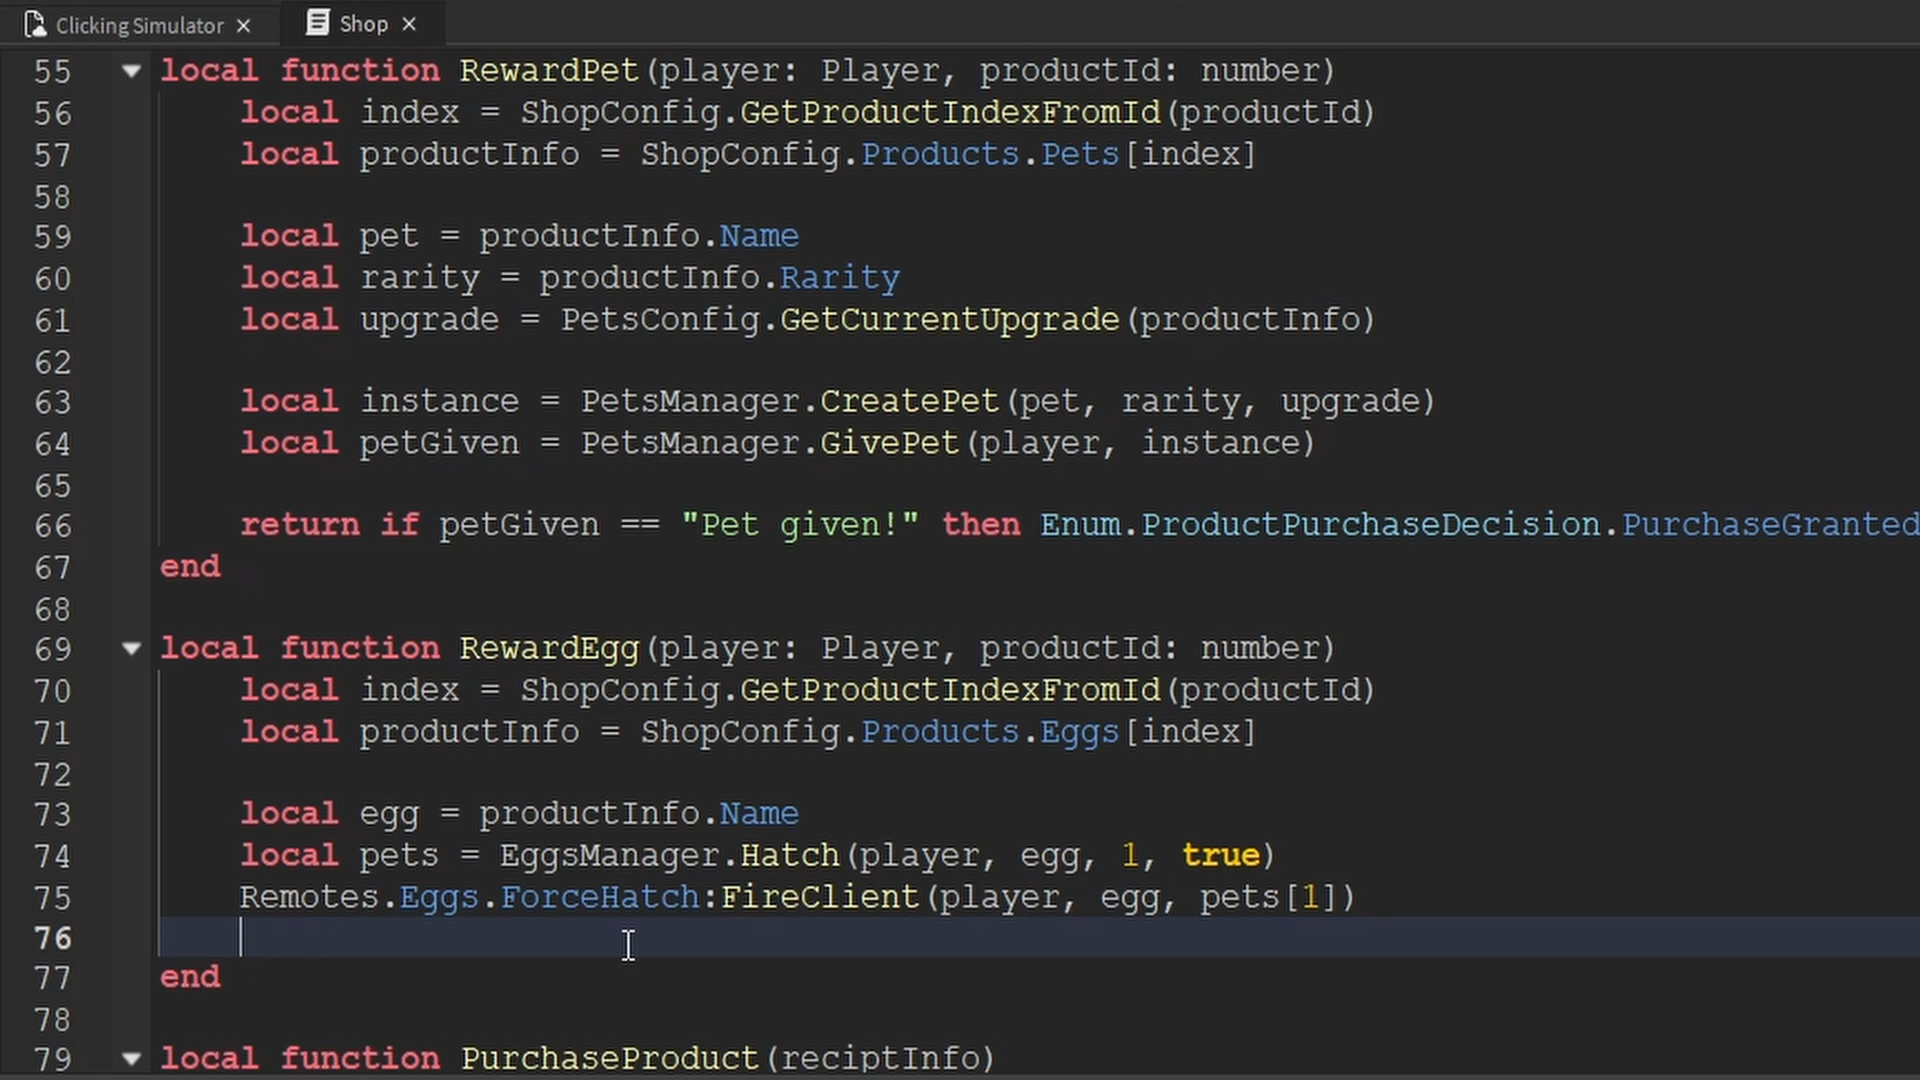 Clicking Simulator × Shop ×
55 local function RewardPet(player: Player, productId: number)
56 local index = ShopConfig.GetProductIndexFromId(productId)
57 local productInfo = ShopConfig.Products.Pets[index]
58
59 local pet = productInfo.Name
60 local rarity = productInfo.Rarity
61 local upgrade = PetsConfig.GetCurrentUpgrade(productInfo)
62
63 local instance = PetsManager.CreatePet(pet, rarity, upgrade)
64 local petGiven = PetsManager.GivePet(player, instance)
65
66 return if petGiven == "Pet given!" then Enum.ProductPurchaseDecision.PurchaseGranted
67 end
68
69 local function RewardEgg(player: Player, productId: number)
70 local index = ShopConfig.GetProductIndexFromId(productId)
71 local productInfo = ShopConfig.Products.Eggs[index]
72
73 local egg = productInfo.Name
74 local pets = EggsManager.Hatch(player, egg, 1, true)
75 Remotes.Eggs.ForceHatch:FireClient(player, egg, pets[1])
76
77 end
78
79 local function PurchaseProduct(reciptInfo)